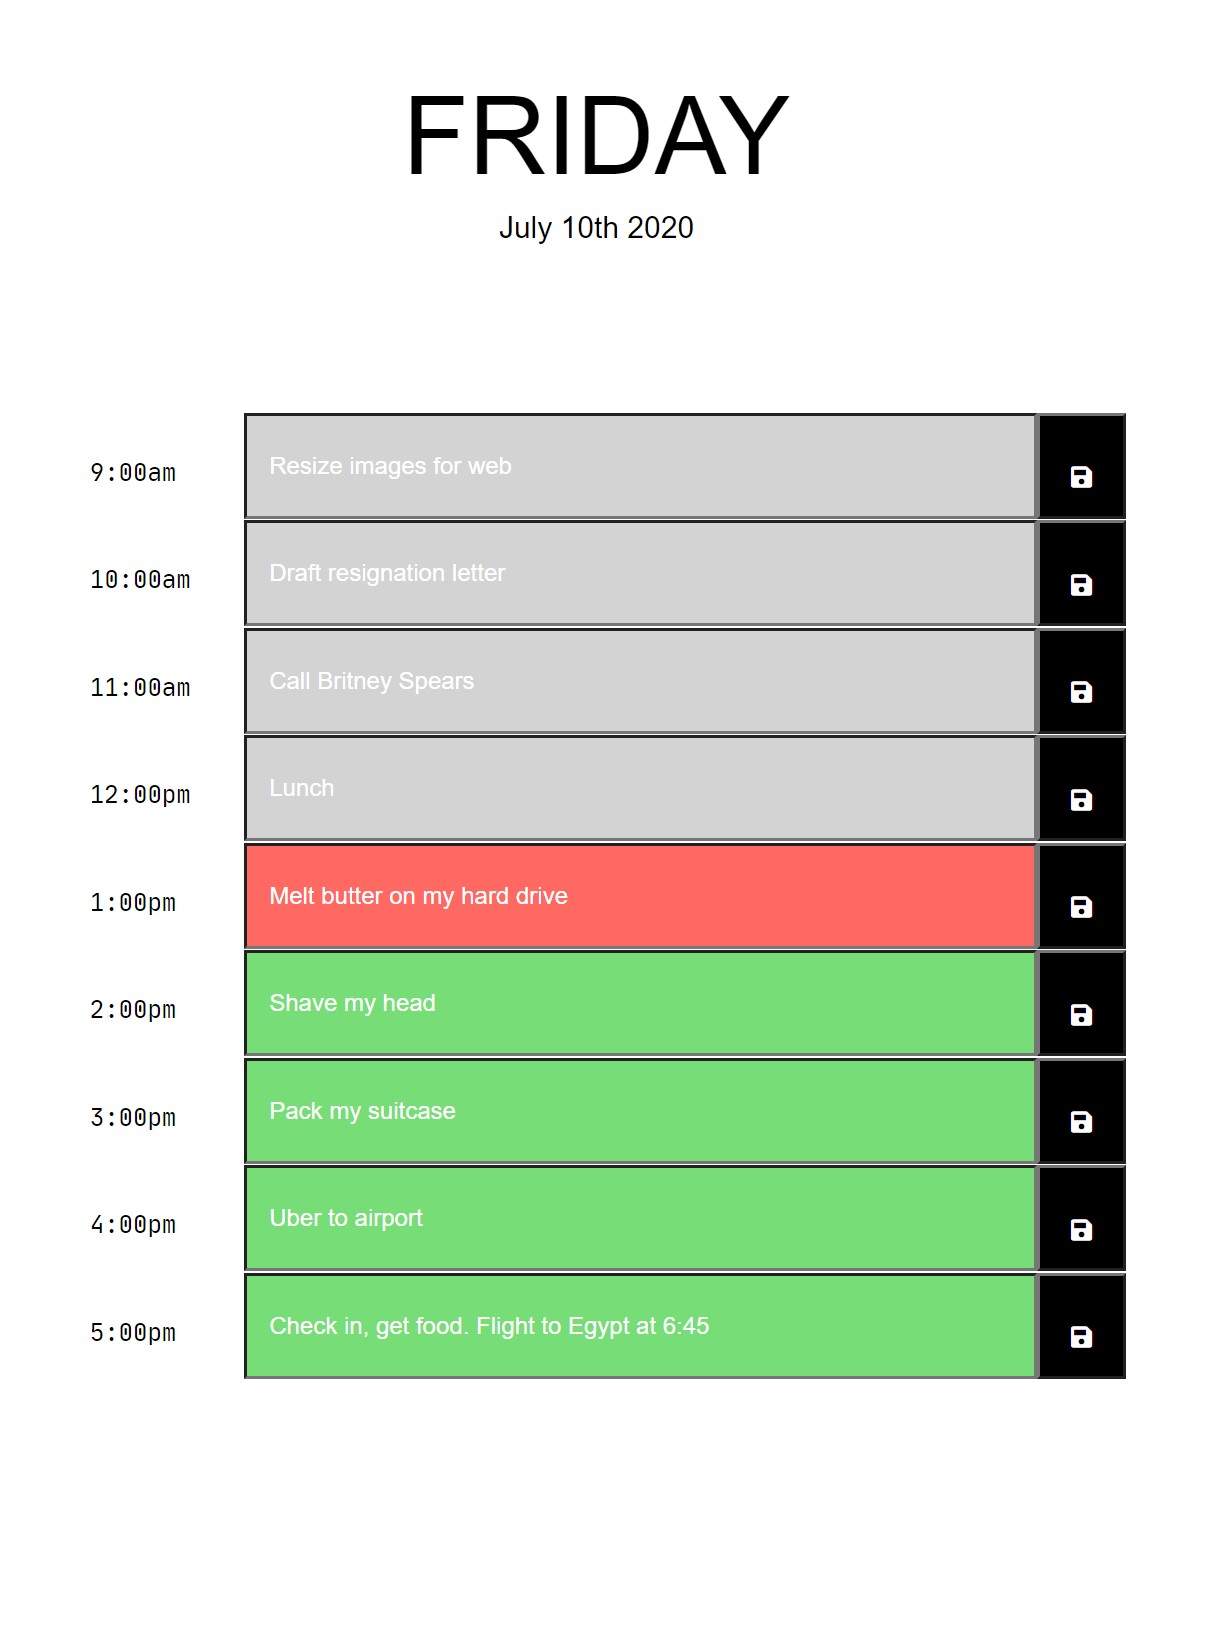 FRIDAY
July 10th 2020
9:00am Resize images for web
10:00am Draft resignation letter
11:00am Call Britney Spears
12:00pm Lunch
1:00pm Melt butter on my hard drive
2:00pm Shave my head
3:00pm Pack my suitcase
4:00pm Uber to airport
5:00pm Check in, get food. Flight to Egypt at 6:45